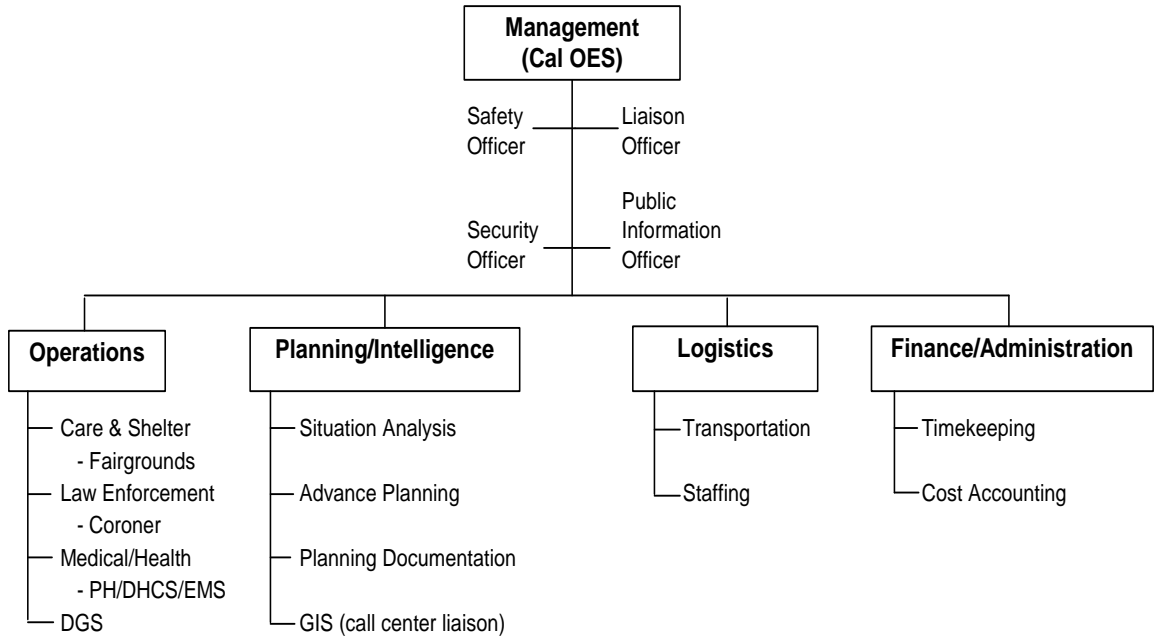 Management
(Cal OES)
Safety
Officer
Liaison
Officer
Security
Officer
Public
Information
Officer
Operations
Care & Shelter
- Fairgrounds
Law Enforcement
- Coroner
Medical/Health
- PH/DHCS/EMS
DGS
Planning/Intelligence
Situation Analysis
Advance Planning
Planning Documentation
GIS (call center liaison)
Logistics
Transportation
Staffing
Finance/Administration
Timekeeping
Cost Accounting